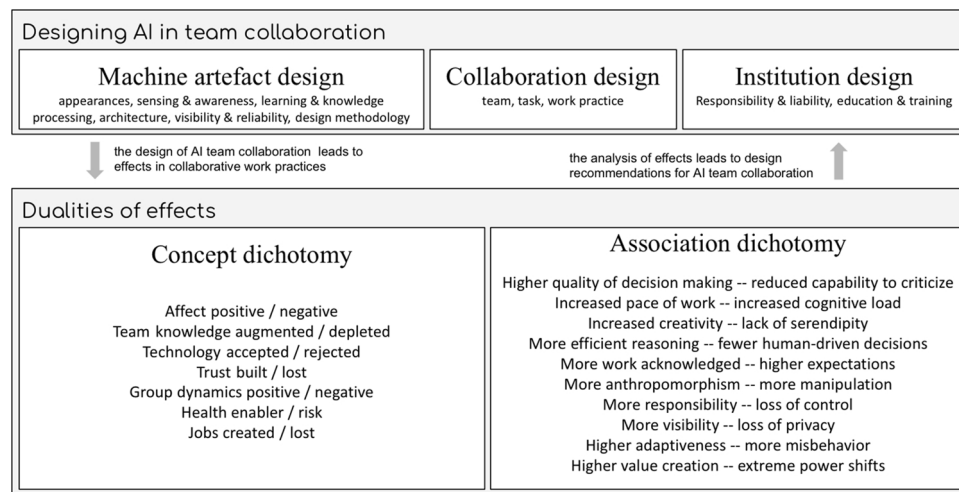 Designing AI in team collaboration
Machine artefact design
appearances, sensing & awareness, learning & knowledge
processing, architecture, visibility & reliability, design methodology
Collaboration design
team, task, work practice
Institution design
Responsibility & liability, education & training
the design of AI team collaboration leads to
effects in collaborative work practices
the analysis of effects leads to design
recommendations for AI team collaboration
Dualities of effects
Concept dichotomy
Affect positive / negative
Team knowledge augmented / depleted
Technology accepted / rejected
Trust built / lost
Group dynamics positive / negative
Health enabler / risk
Jobs created / lost
Association dichotomy
Higher quality of decision making -- reduced capability to criticize
Increased pace of work -- increased cognitive load
Increased creativity -- lack of serendipity
More efficient reasoning -- fewer human-driven decisions
More work acknowledged -- higher expectations
More anthropomorphism -- more manipulation
More responsibility -- loss of control
More visibility -- loss of privacy
Higher adaptiveness -- more misbehavior
Higher value creation -- extreme power shifts